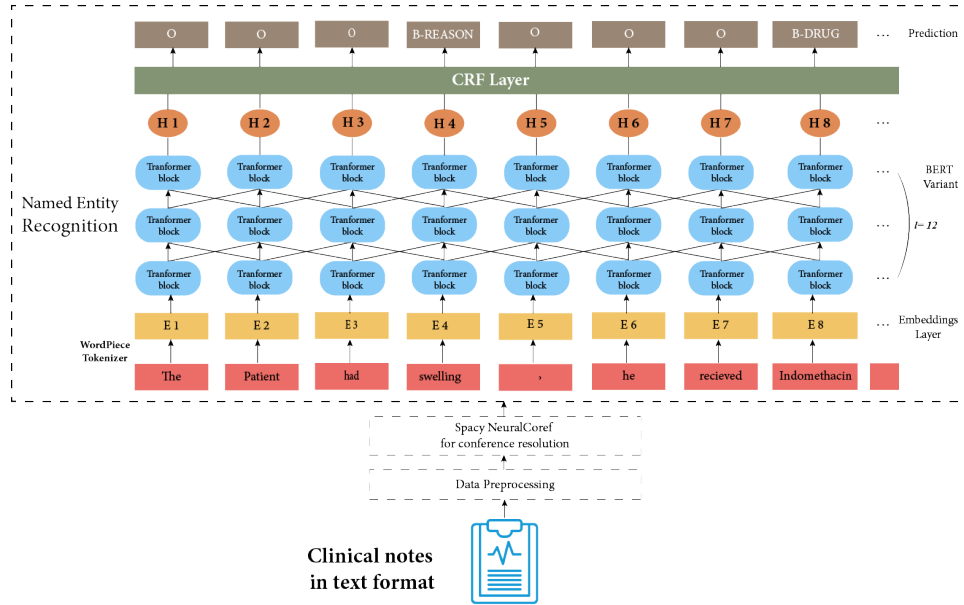 O O O B-REASON O O O B-DRUG ... Prediction
CRF Layer
H 1 H 2 H 3 H 4 H 5 H 6 H 7 H 8 ...
Tranformer block Tranformer block Tranformer block Tranformer block Tranformer block Tranformer block Tranformer block Tranformer block ... BERT Variant
Named Entity Recognition
Tranformer block Tranformer block Tranformer block Tranformer block Tranformer block Tranformer block Tranformer block Tranformer block ... l= 12
Tranformer block Tranformer block Tranformer block Tranformer block Tranformer block Tranformer block Tranformer block Tranformer block ...
E 1 E 2 E 3 E 4 E 5 E 6 E 7 E 8 ... Embeddings Layer
WordPiece Tokenizer
The Patient had swelling , he recieved Indomethacin
Spacy NeuralCoref
for conference resolution
Data Preprocessing
Clinical notes
in text format